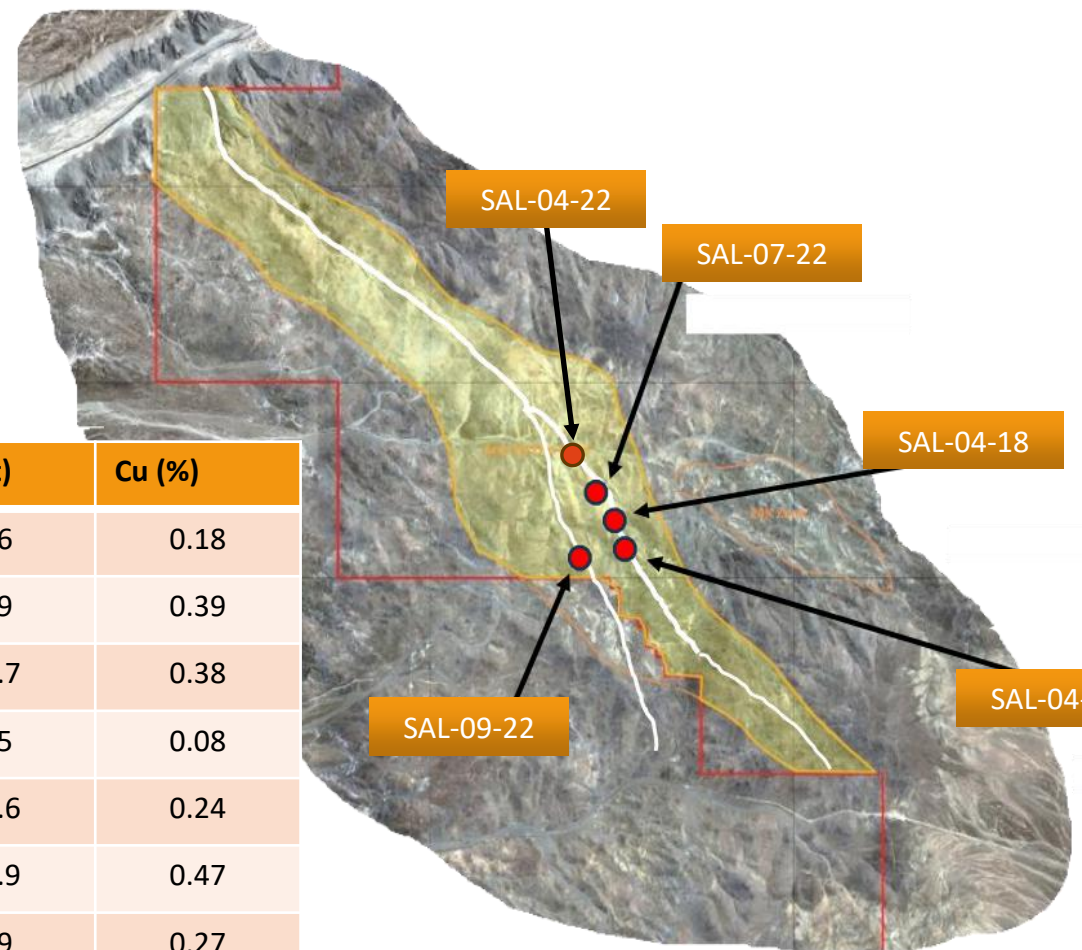 SAL-04-22
SAL-07-22
SAL-04-18
SAL-04-
SAL-09-22
) Cu (%)
6 0.18
9 0.39
.7 0.38
5 0.08
.6 0.24
.9 0.47
9 0.27